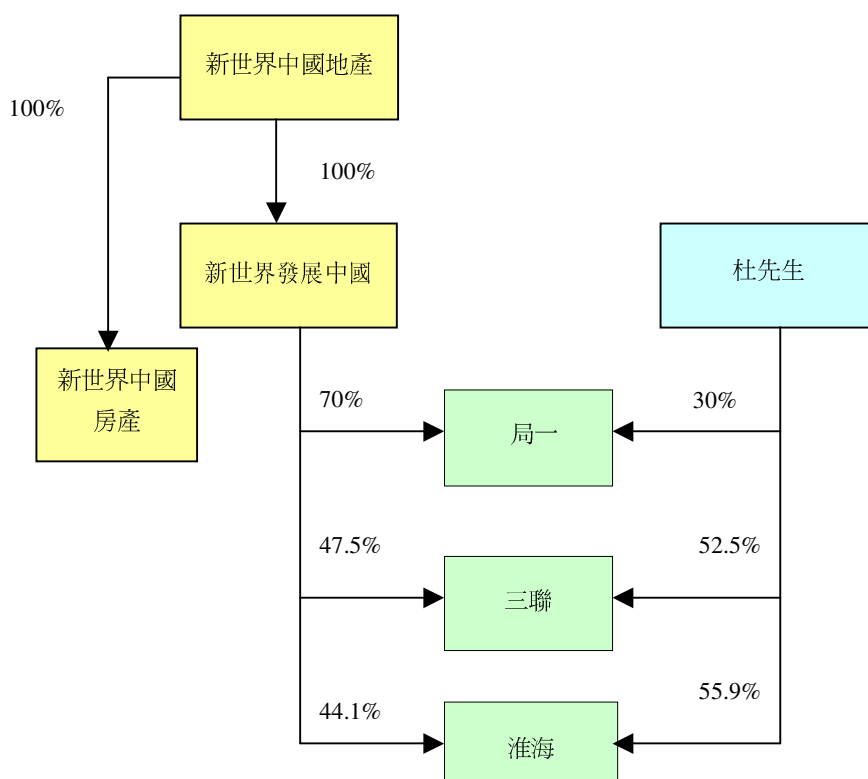 新世界中國地產
100%
100%
新世界發展中國
杜先生
新世界中國
房產
70%
30%
局一
47.5%
52.5%
三聯
44.1%
55.9%
淮海